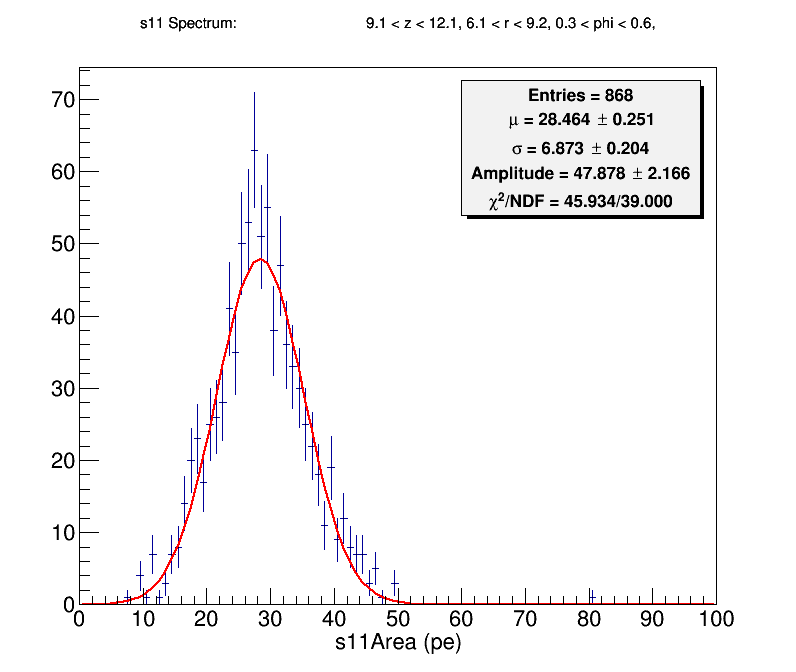 s11 Spectrum: 9.1 < z < 12.1, 6.1 < r < 9.2, 0.3 < phi < 0.6,
Entries = 868
μ = 28.464 ± 0.251
σ = 6.873 ± 0.204
Amplitude = 47.878 ± 2.166
χ²/NDF = 45.934/39.000
70
60
50
40
30
20
10
0
0 10 20 30 40 50 60 70 80 90 100
s11Area (pe)